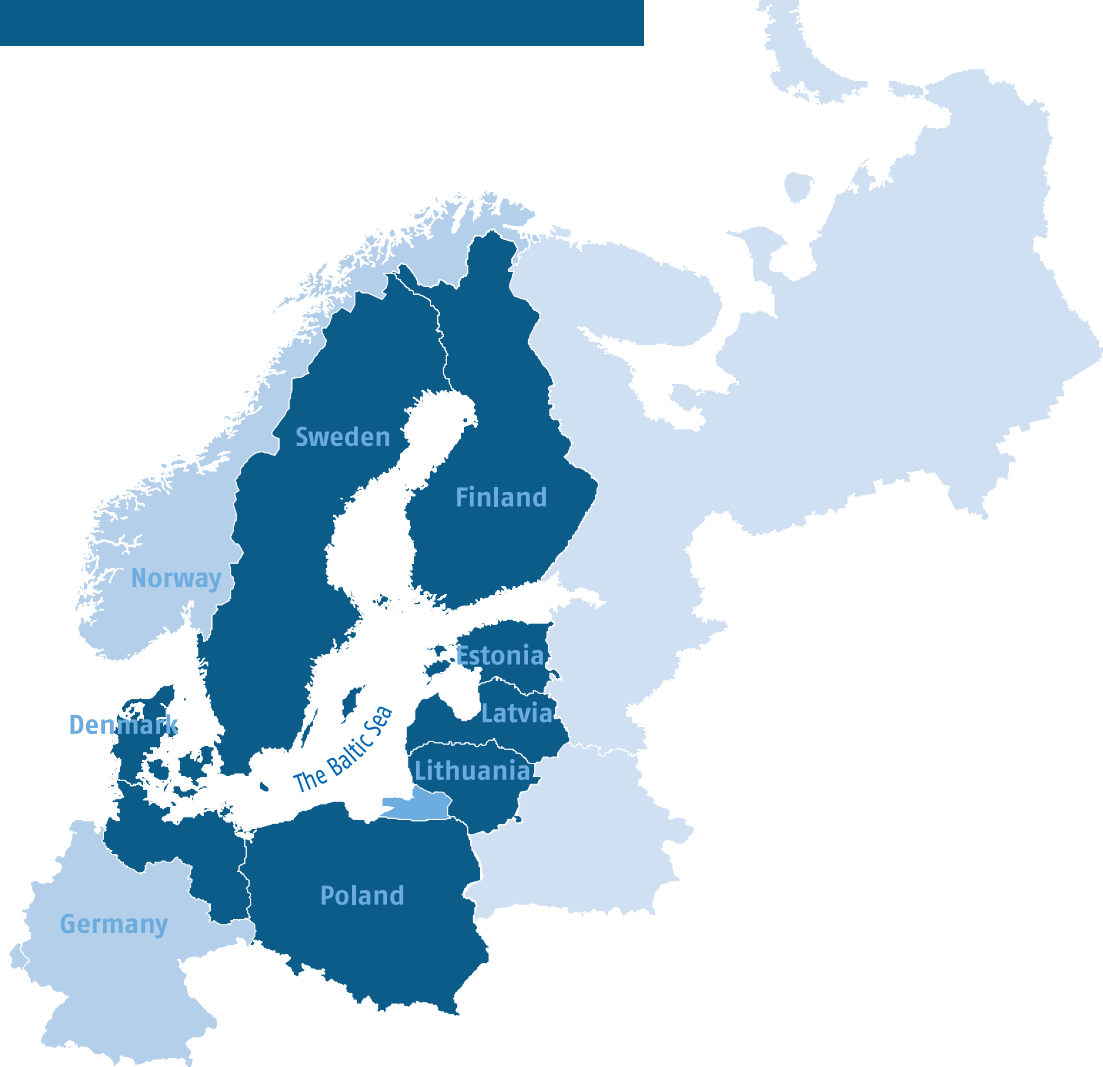 Sweden
Finland
Norway
Estonia
Denmark
Latvia
The Baltic Sea
Lithuania
Poland
Germany